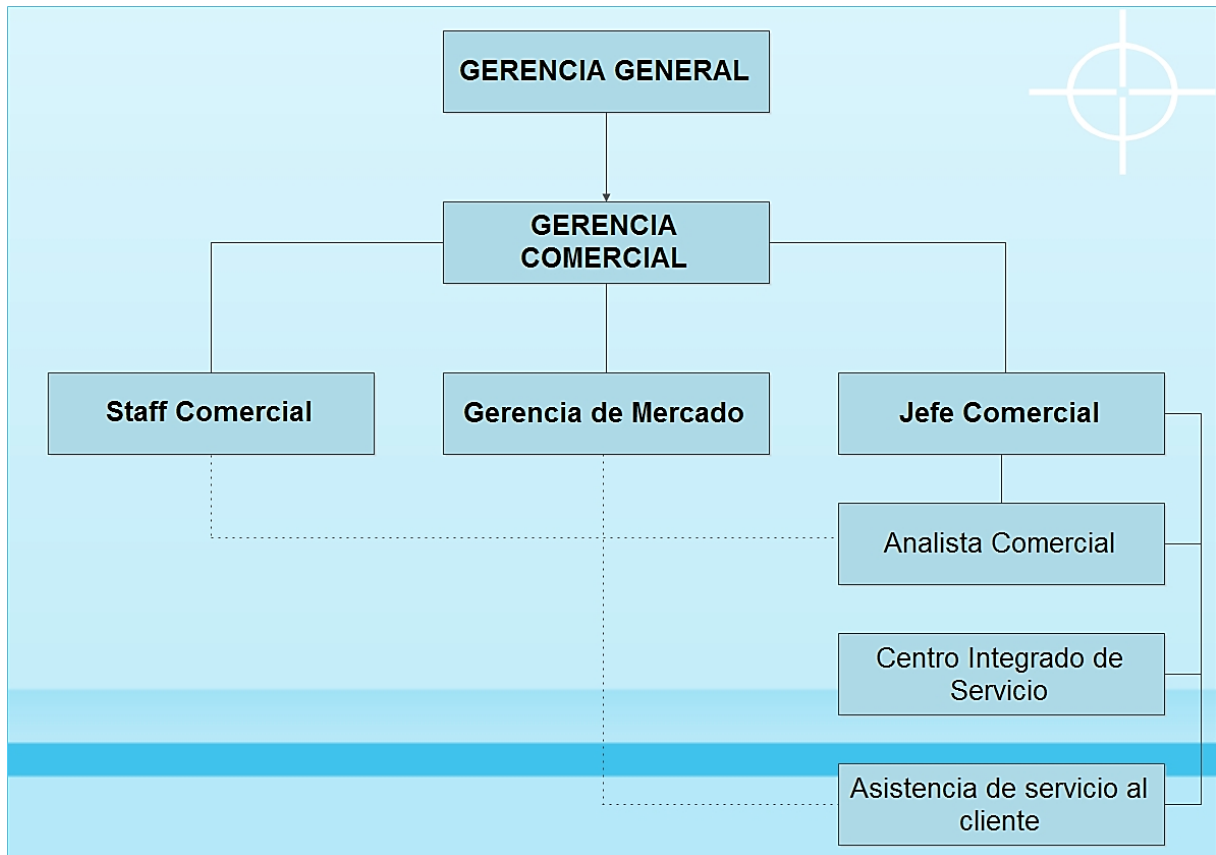 GERENCIA GENERAL
GERENCIA
COMERCIAL
Staff Comercial
Gerencia de Mercado
Jefe Comercial
Analista Comercial
Centro Integrado de
Servicio
Asistencia de servicio al
cliente